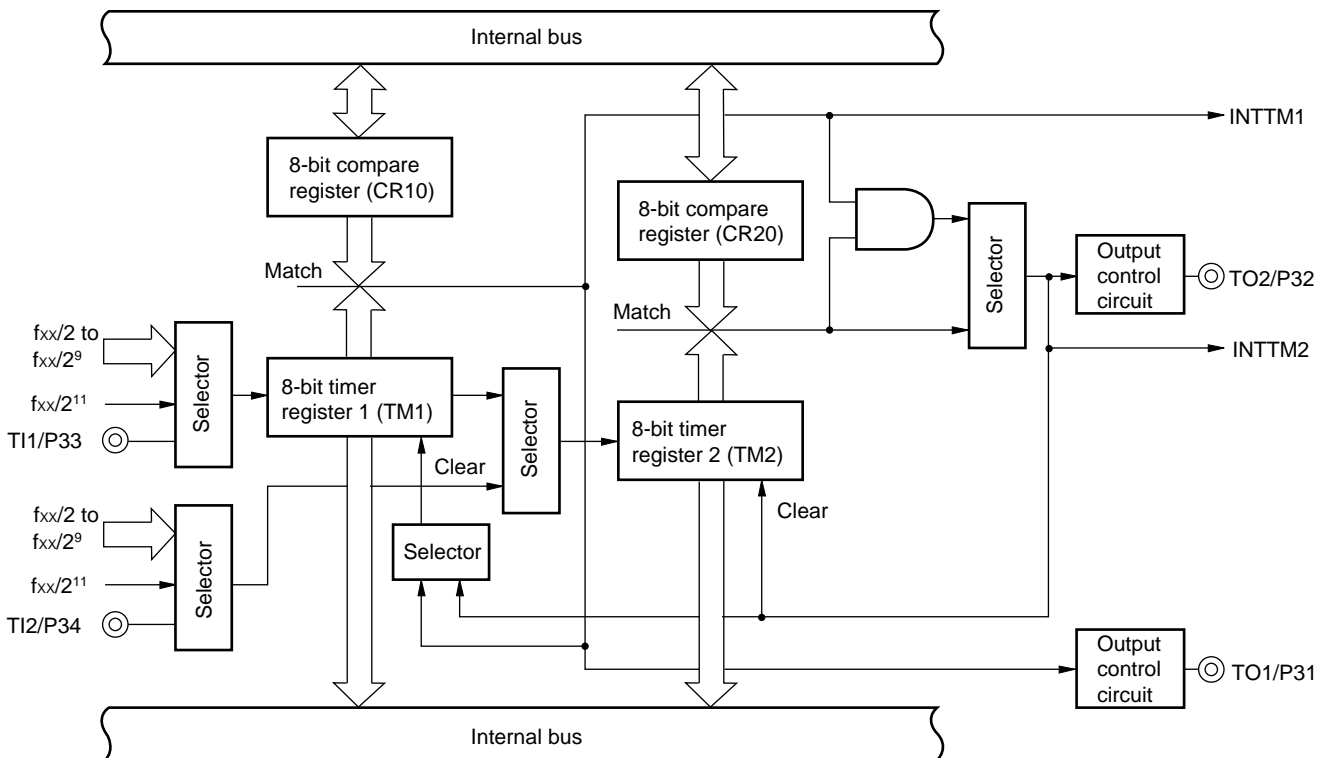 Internal bus
INTTM1
8-bit compare
register (CR10)
8-bit compare
register (CR20)
Selector
Output
control
circuit
TO2/P32
Match
Match
INTTM2
fxx/2 to
fxx/2⁹
fxx/2¹¹
TI1/P33
Selector
8-bit timer
register 1 (TM1)
Selector
8-bit timer
register 2 (TM2)
Clear
Clear
fxx/2 to
fxx/2⁹
fxx/2¹¹
TI2/P34
Selector
Selector
Output
control
circuit
TO1/P31
Internal bus